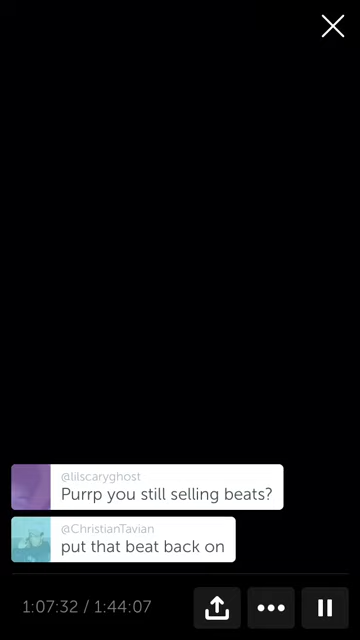 @lilscaryghost
Purrp you still selling beats?
@ChristianTavian
put that beat back on
1:07:32 / 1:44:07